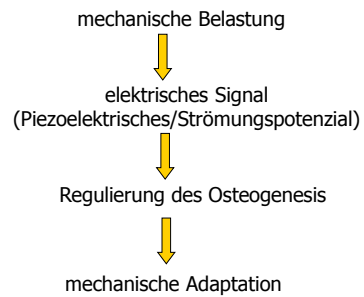 mechanische Belastung
elektrisches Signal
(Piezoelektrisches/Strömungspotenzial)
Regulierung des Osteogenesis
mechanische Adaptation